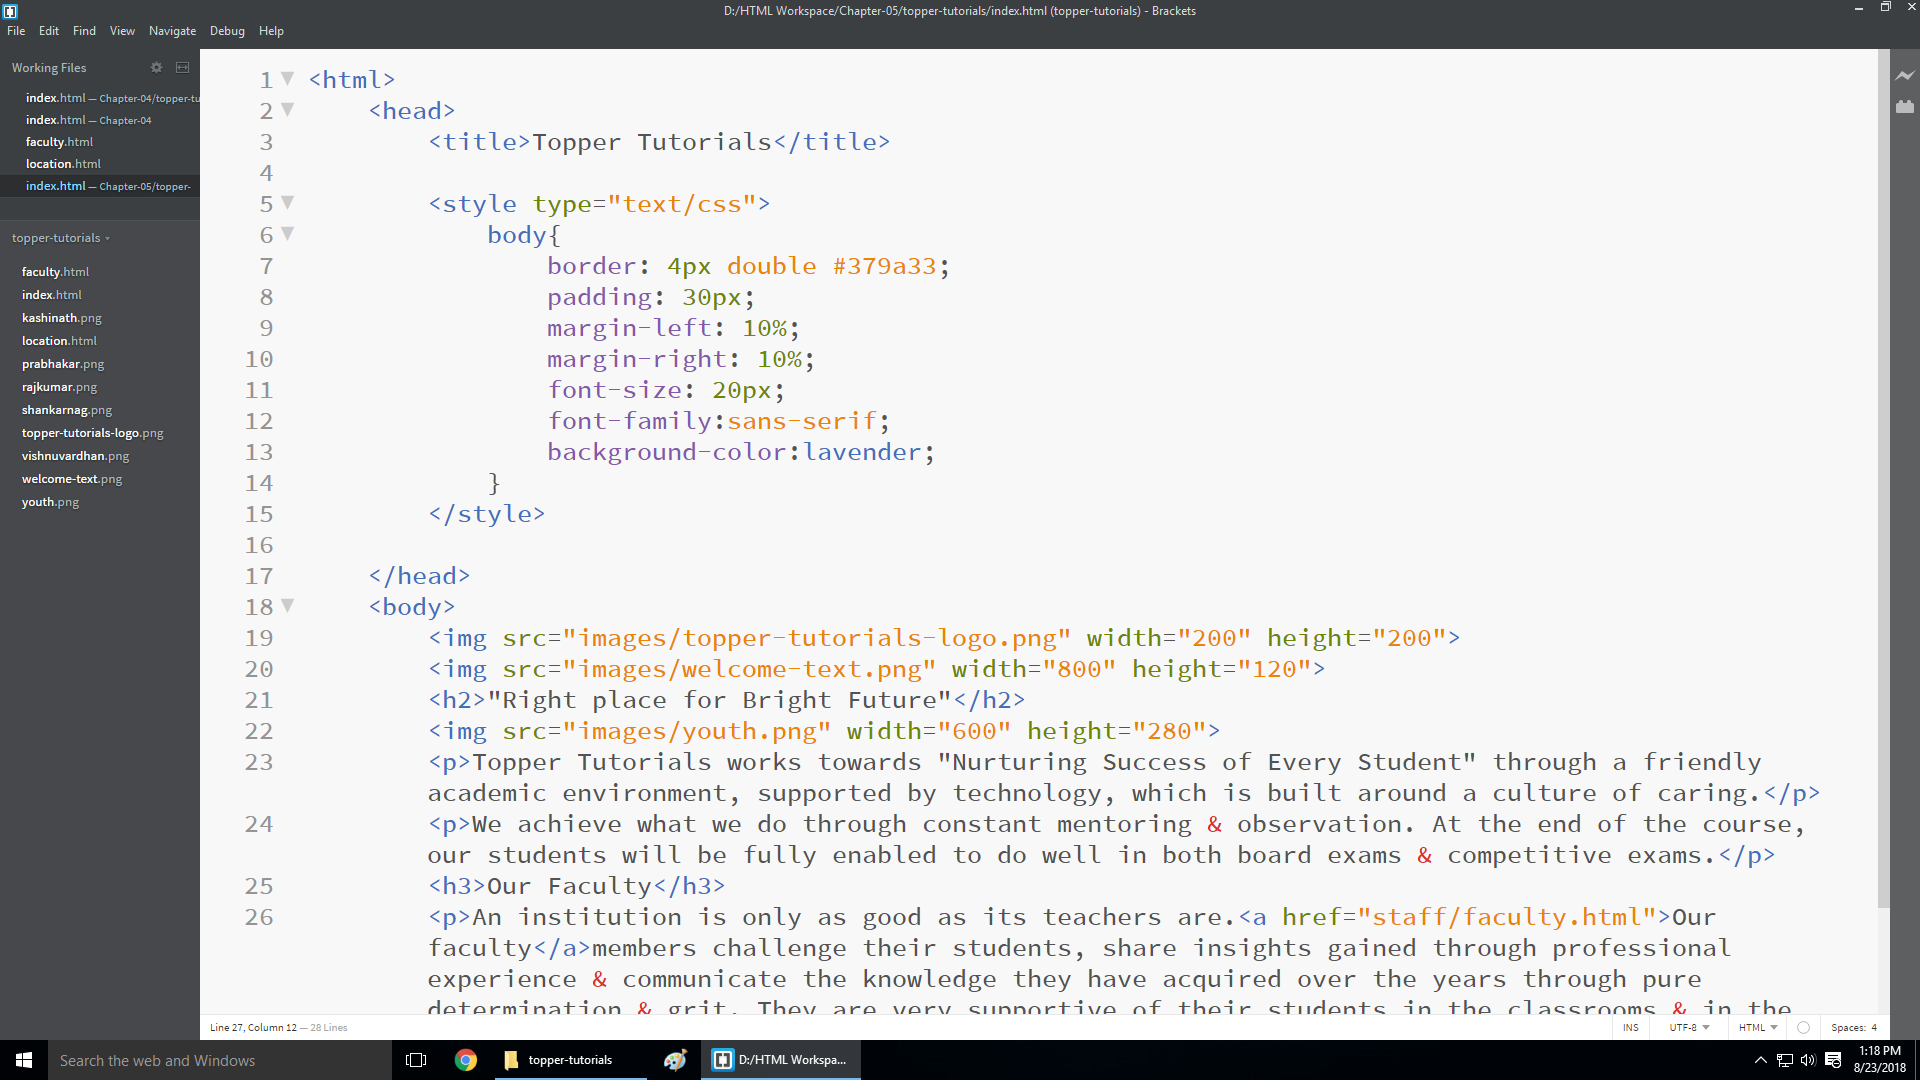 D:/HTML Workspace/Chapter-05/topper-tutorials/index.html (topper-tutorials) - Brackets
File Edit Find View Navigate Debug Help
Working Files
index.html — Chapter-04/topper-tu
index.html — Chapter-04
faculty.html
location.html
index.html — Chapter-05/topper-
topper-tutorials
faculty.html
index.html
kashinath.png
location.html
prabhakar.png
rajkumar.png
shankarnag.png
topper-tutorials-logo.png
vishnuvardhan.png
welcome-text.png
youth.png
1 <html>
2 <head>
3 <title>Topper Tutorials</title>
4
5 <style type="text/css">
6 body{
7 border: 4px double #379a33;
8 padding: 30px;
9 margin-left: 10%;
10 margin-right: 10%;
11 font-size: 20px;
12 font-family:sans-serif;
13 background-color:lavender;
14 }
15 </style>
16
17 </head>
18 <body>
19 <img src="images/topper-tutorials-logo.png" width="200" height="200">
20 <img src="images/welcome-text.png" width="800" height="120">
21 <h2>"Right place for Bright Future"</h2>
22 <img src="images/youth.png" width="600" height="280">
23 <p>Topper Tutorials works towards "Nurturing Success of Every Student" through a friendly
academic environment, supported by technology, which is built around a culture of caring.</p>
24 <p>We achieve what we do through constant mentoring & observation. At the end of the course,
our students will be fully enabled to do well in both board exams & competitive exams.</p>
25 <h3>Our Faculty</h3>
26 <p>An institution is only as good as its teachers are.<a href="staff/faculty.html">Our
faculty</a>members challenge their students, share insights gained through professional
experience & communicate the knowledge they have acquired over the years through pure
determination & grit. They are very supportive of their students in the classrooms & in the
Line 27, Column 12 — 28 Lines
INS UTF-8 HTML Spaces: 4
Search the web and Windows
topper-tutorials
D:/HTML Workspa...
1:18 PM
8/23/2018